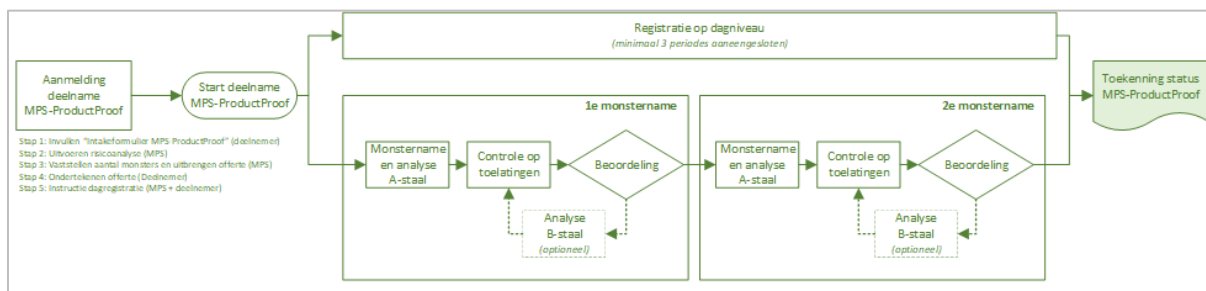 Registratie op dagniveau
(minimaal 3 periodes aaneengesloten)
Aanmelding
deelname
MPS-ProductProof
Start deelname
MPS-ProductProof
Toekenning status
MPS-ProductProof
Stap 1: Invullen "Intakeformulier MPS-ProductProof" (deelnemer)
Stap 2: Uitvoeren risicoanalyse (MPS)
Stap 3: Vaststellen aantal monsters en uitbrengen offerte (MPS)
Stap 4: Ondertekenen offerte (Deelnemer)
Stap 5: Instructie dagregistratie (MPS + deelnemer)
1e monstername
Monstername
en analyse
A-staal
Controle op
toelatingen
Beoordeling
Analyse
B-staal
(optioneel)
2e monstername
Monstername
en analyse
A-staal
Controle op
toelatingen
Beoordeling
Analyse
B-staal
(optioneel)